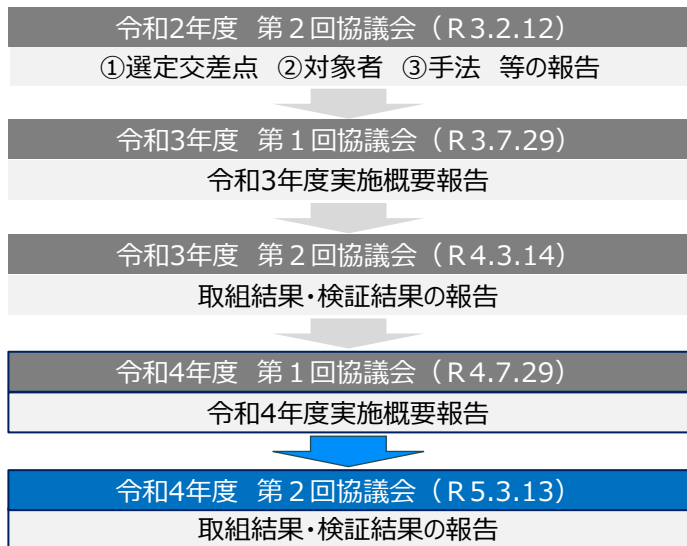 令和2年度 第２回協議会（Ｒ3.2.12）
①選定交差点 ②対象者 ③手法 等の報告
令和3年度 第１回協議会（Ｒ3.7.29）
令和3年度実施概要報告
令和3年度 第２回協議会（Ｒ4.3.14）
取組結果・検証結果の報告
令和4年度 第１回協議会（Ｒ4.7.29）
令和4年度実施概要報告
令和4年度 第２回協議会（Ｒ5.3.13）
取組結果・検証結果の報告